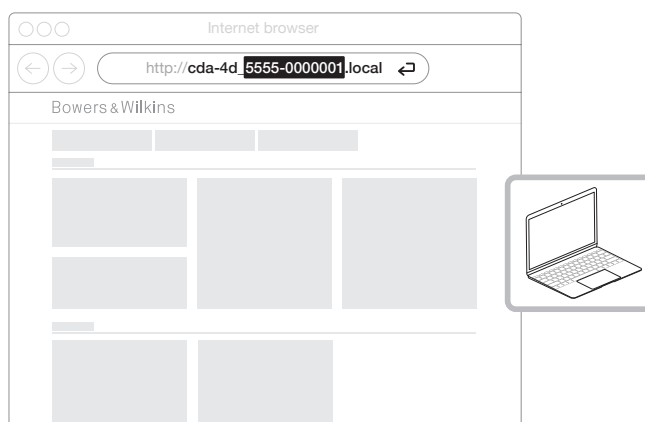 Internet browser
http://cda-4d_5555-0000001.local
Bowers & Wilkins